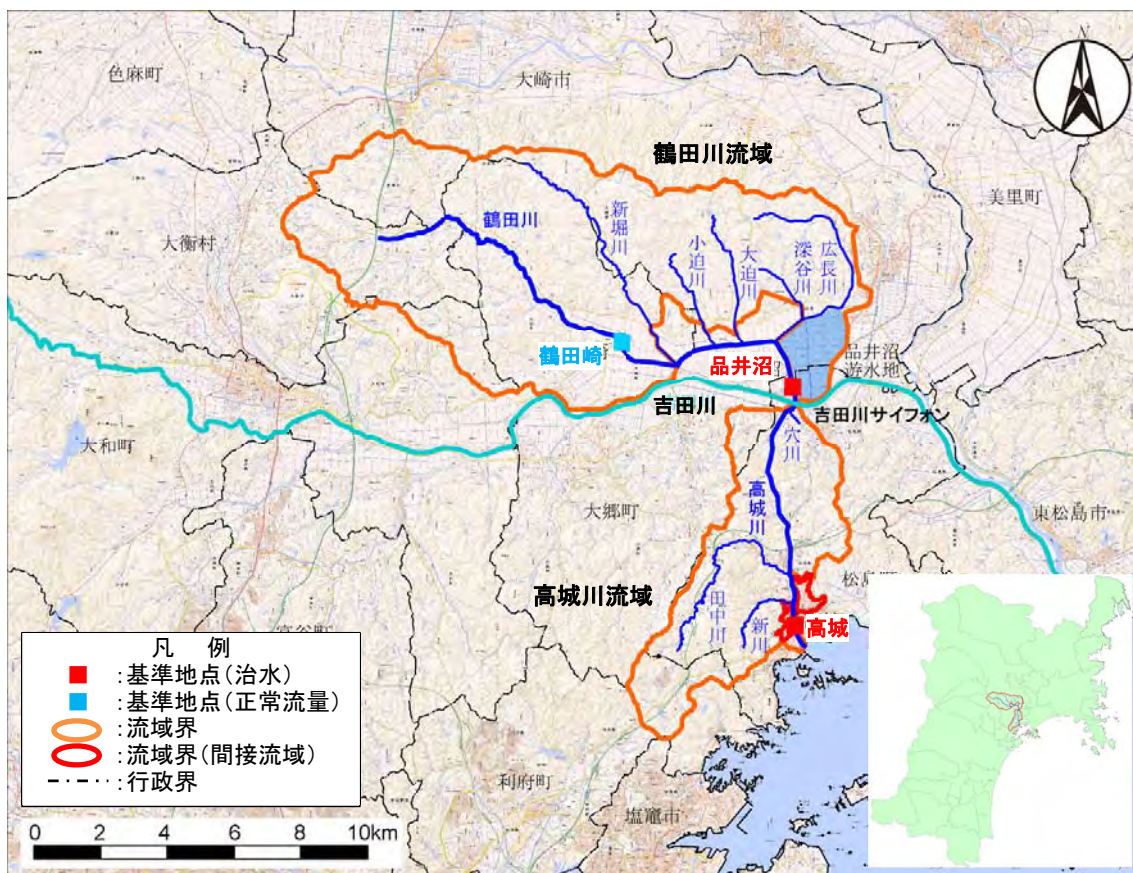 N
色麻町
大崎市
鶴田川流域
美里町
大衡村
鶴田川
新堀川
小迫川
大迫川
深谷川
広長川
鶴田崎
品井沼
品井沼
遊水地
吉田川
吉田川サイフォン
大和町
穴川
高城川
大郷町
東松島市
松島町
高城川流域
田中川
新川
高城
富谷町
利府町
塩竈市
凡 例
:基準地点(治水)
:基準地点(正常流量)
:流域界
:流域界(間接流域)
:行政界
0 2 4 6 8 10km